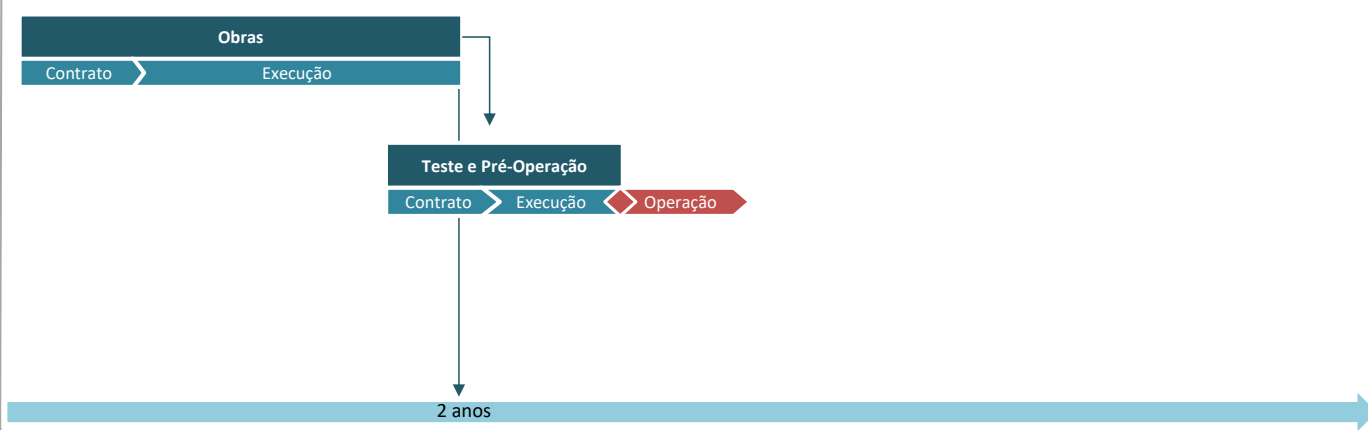 Obras
Contrato Execução
Teste e Pré-Operação
Contrato Execução Operação
2 anos